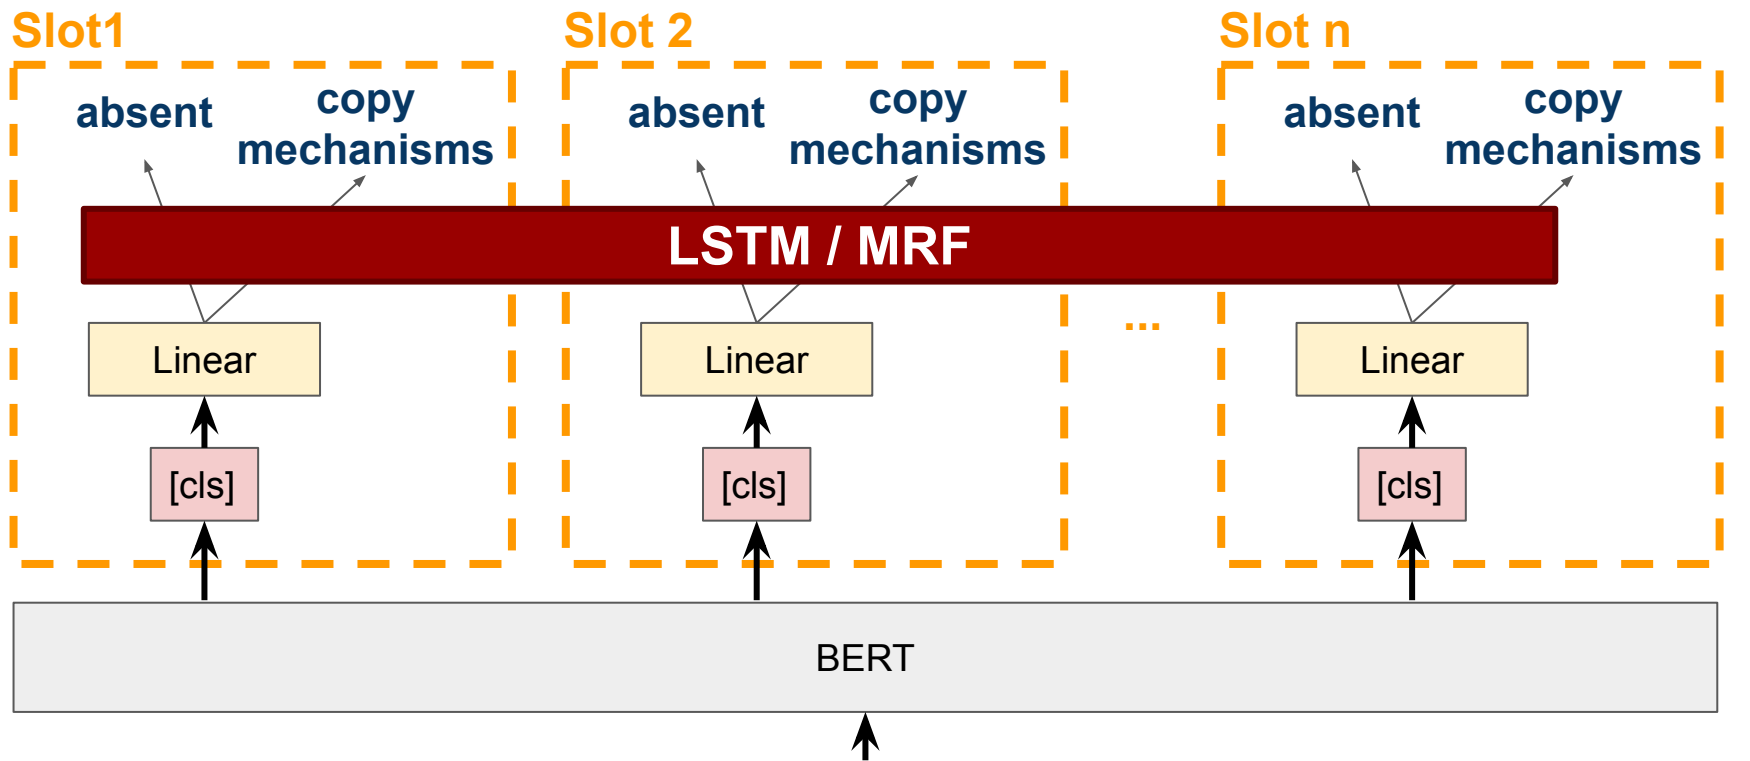 Slot1
Slot 2
Slot n
absent
copy
mechanisms
absent
copy
mechanisms
absent
copy
mechanisms
LSTM / MRF
...
Linear
Linear
Linear
[cls]
[cls]
[cls]
BERT